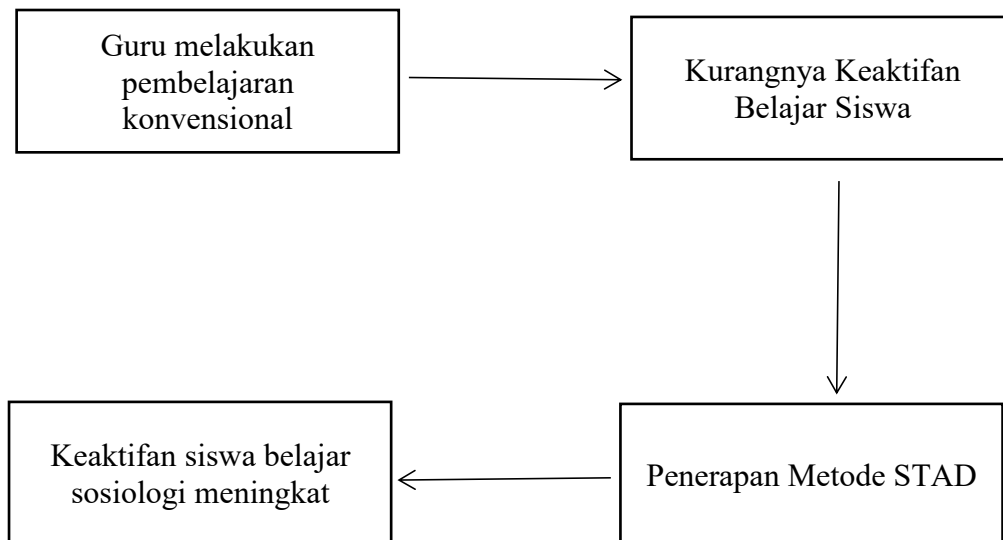 Guru melakukan
pembelajaran
konvensional
Kurangnya Keaktifan
Belajar Siswa
Penerapan Metode STAD
Keaktifan siswa belajar
sosiologi meningkat